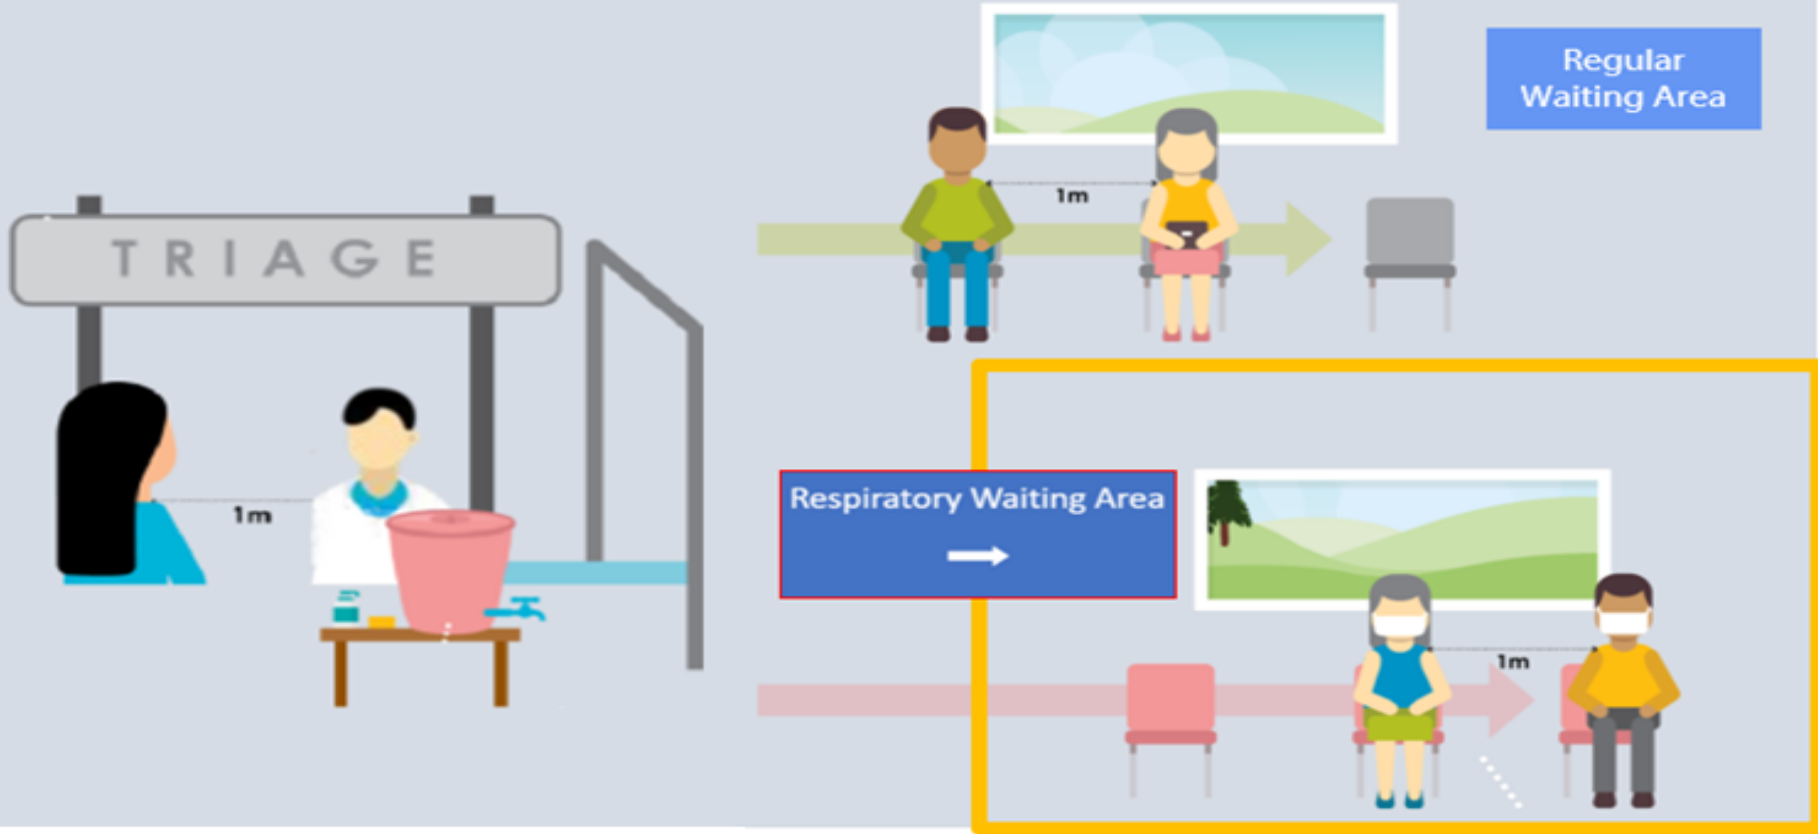 Regular
Waiting Area
1m
TRIAGE
1m
Respiratory Waiting Area
1m